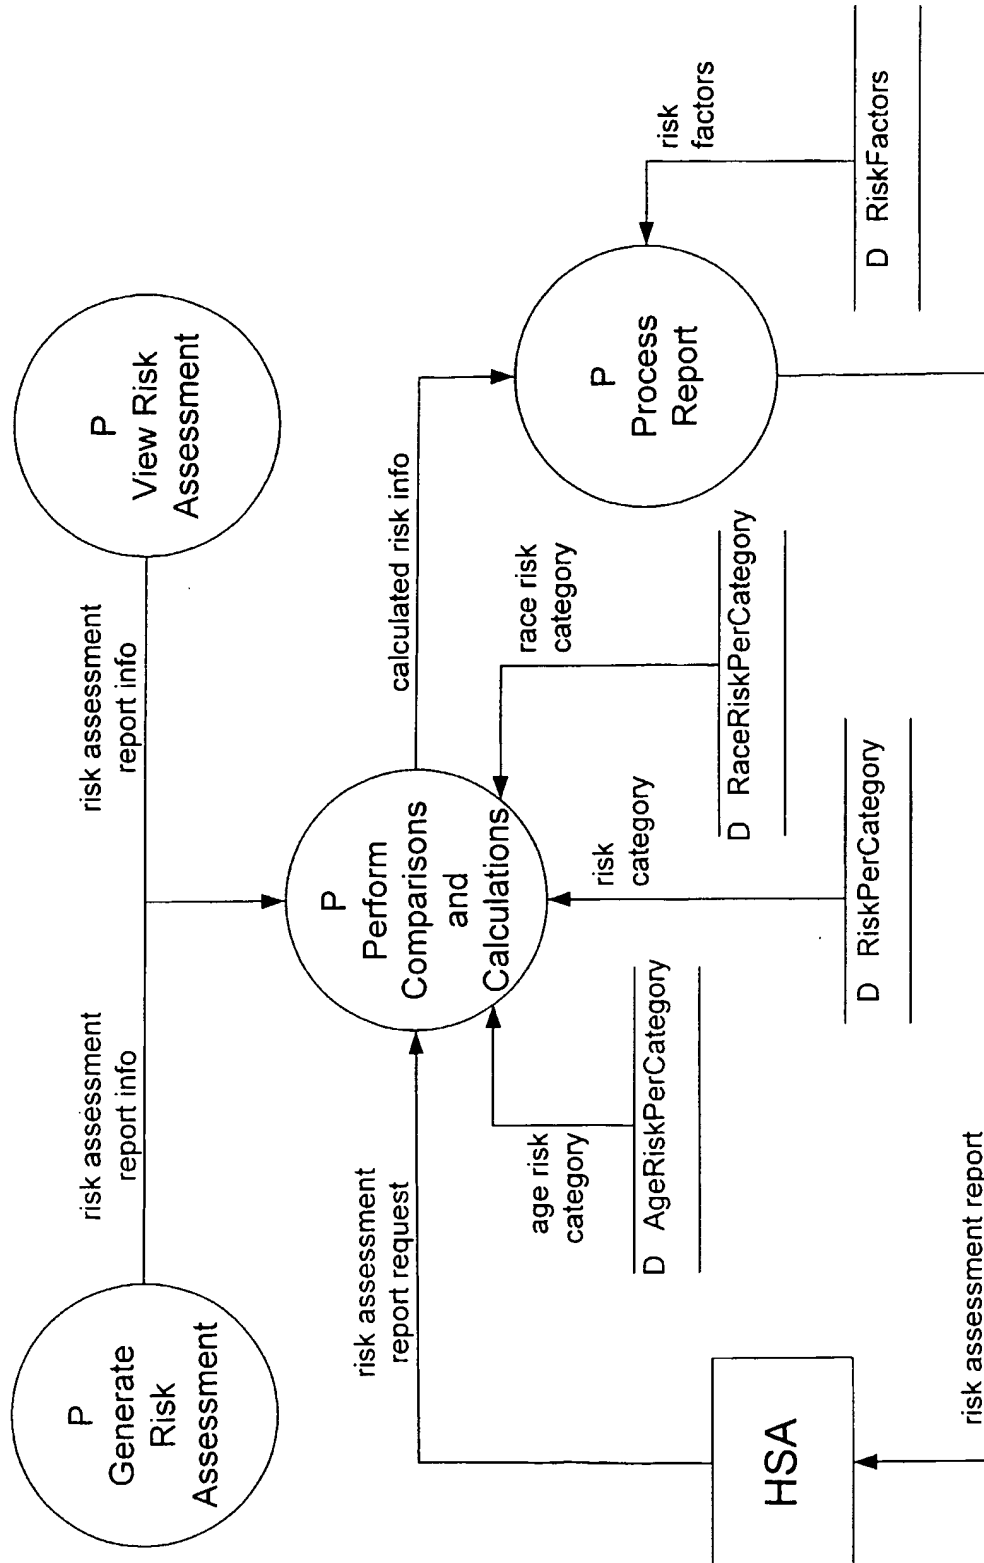 P
Generate
Risk
Assessment
risk assessment
report info
risk assessment
report info
P
View Risk
Assessment
risk assessment
report request
P
Perform
Comparisons
and
Calculations
calculated risk info
P
Process
Report
risk
factors
age risk
category
risk
category
race risk
category
D AgeRiskPerCategory
D RaceRiskPerCategory
D RiskPerCategory
D RiskFactors
HSA
risk assessment report